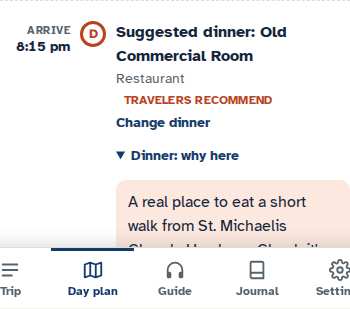 ARRIVE
8:15 pm
D
Suggested dinner: Old
Commercial Room
Restaurant
TRAVELERS RECOMMEND
Change dinner
▼ Dinner: why here
A real place to eat a short
walk from St. Michaelis
Trip
Day plan
Guide
Journal
Settin